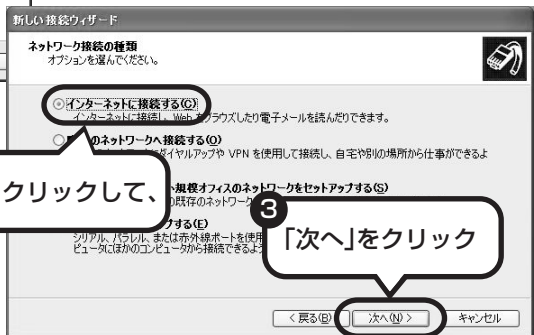 新しい接続ウィザード
ネットワーク接続の種類
オプションを選んでください。
インターネットに接続する(C)
インターネットに接続し、Web をブラウズしたり電子メールを読んだりできます。
のネットワークへ接続する(O)
ダイヤルアップや VPN を使用して接続し、自宅や別の場所から仕事ができるよ
クリックして、
規模オフィスのネットワークをセットアップする(S)
の既存のネットワーク
3
「次へ」をクリック
プする(E)
シリアル、パラレル、または赤外線ポートを使用
ピュータにほかのコンピュータから接続できるよ
< 戻る(B)
次へ(N) >
キャンセル